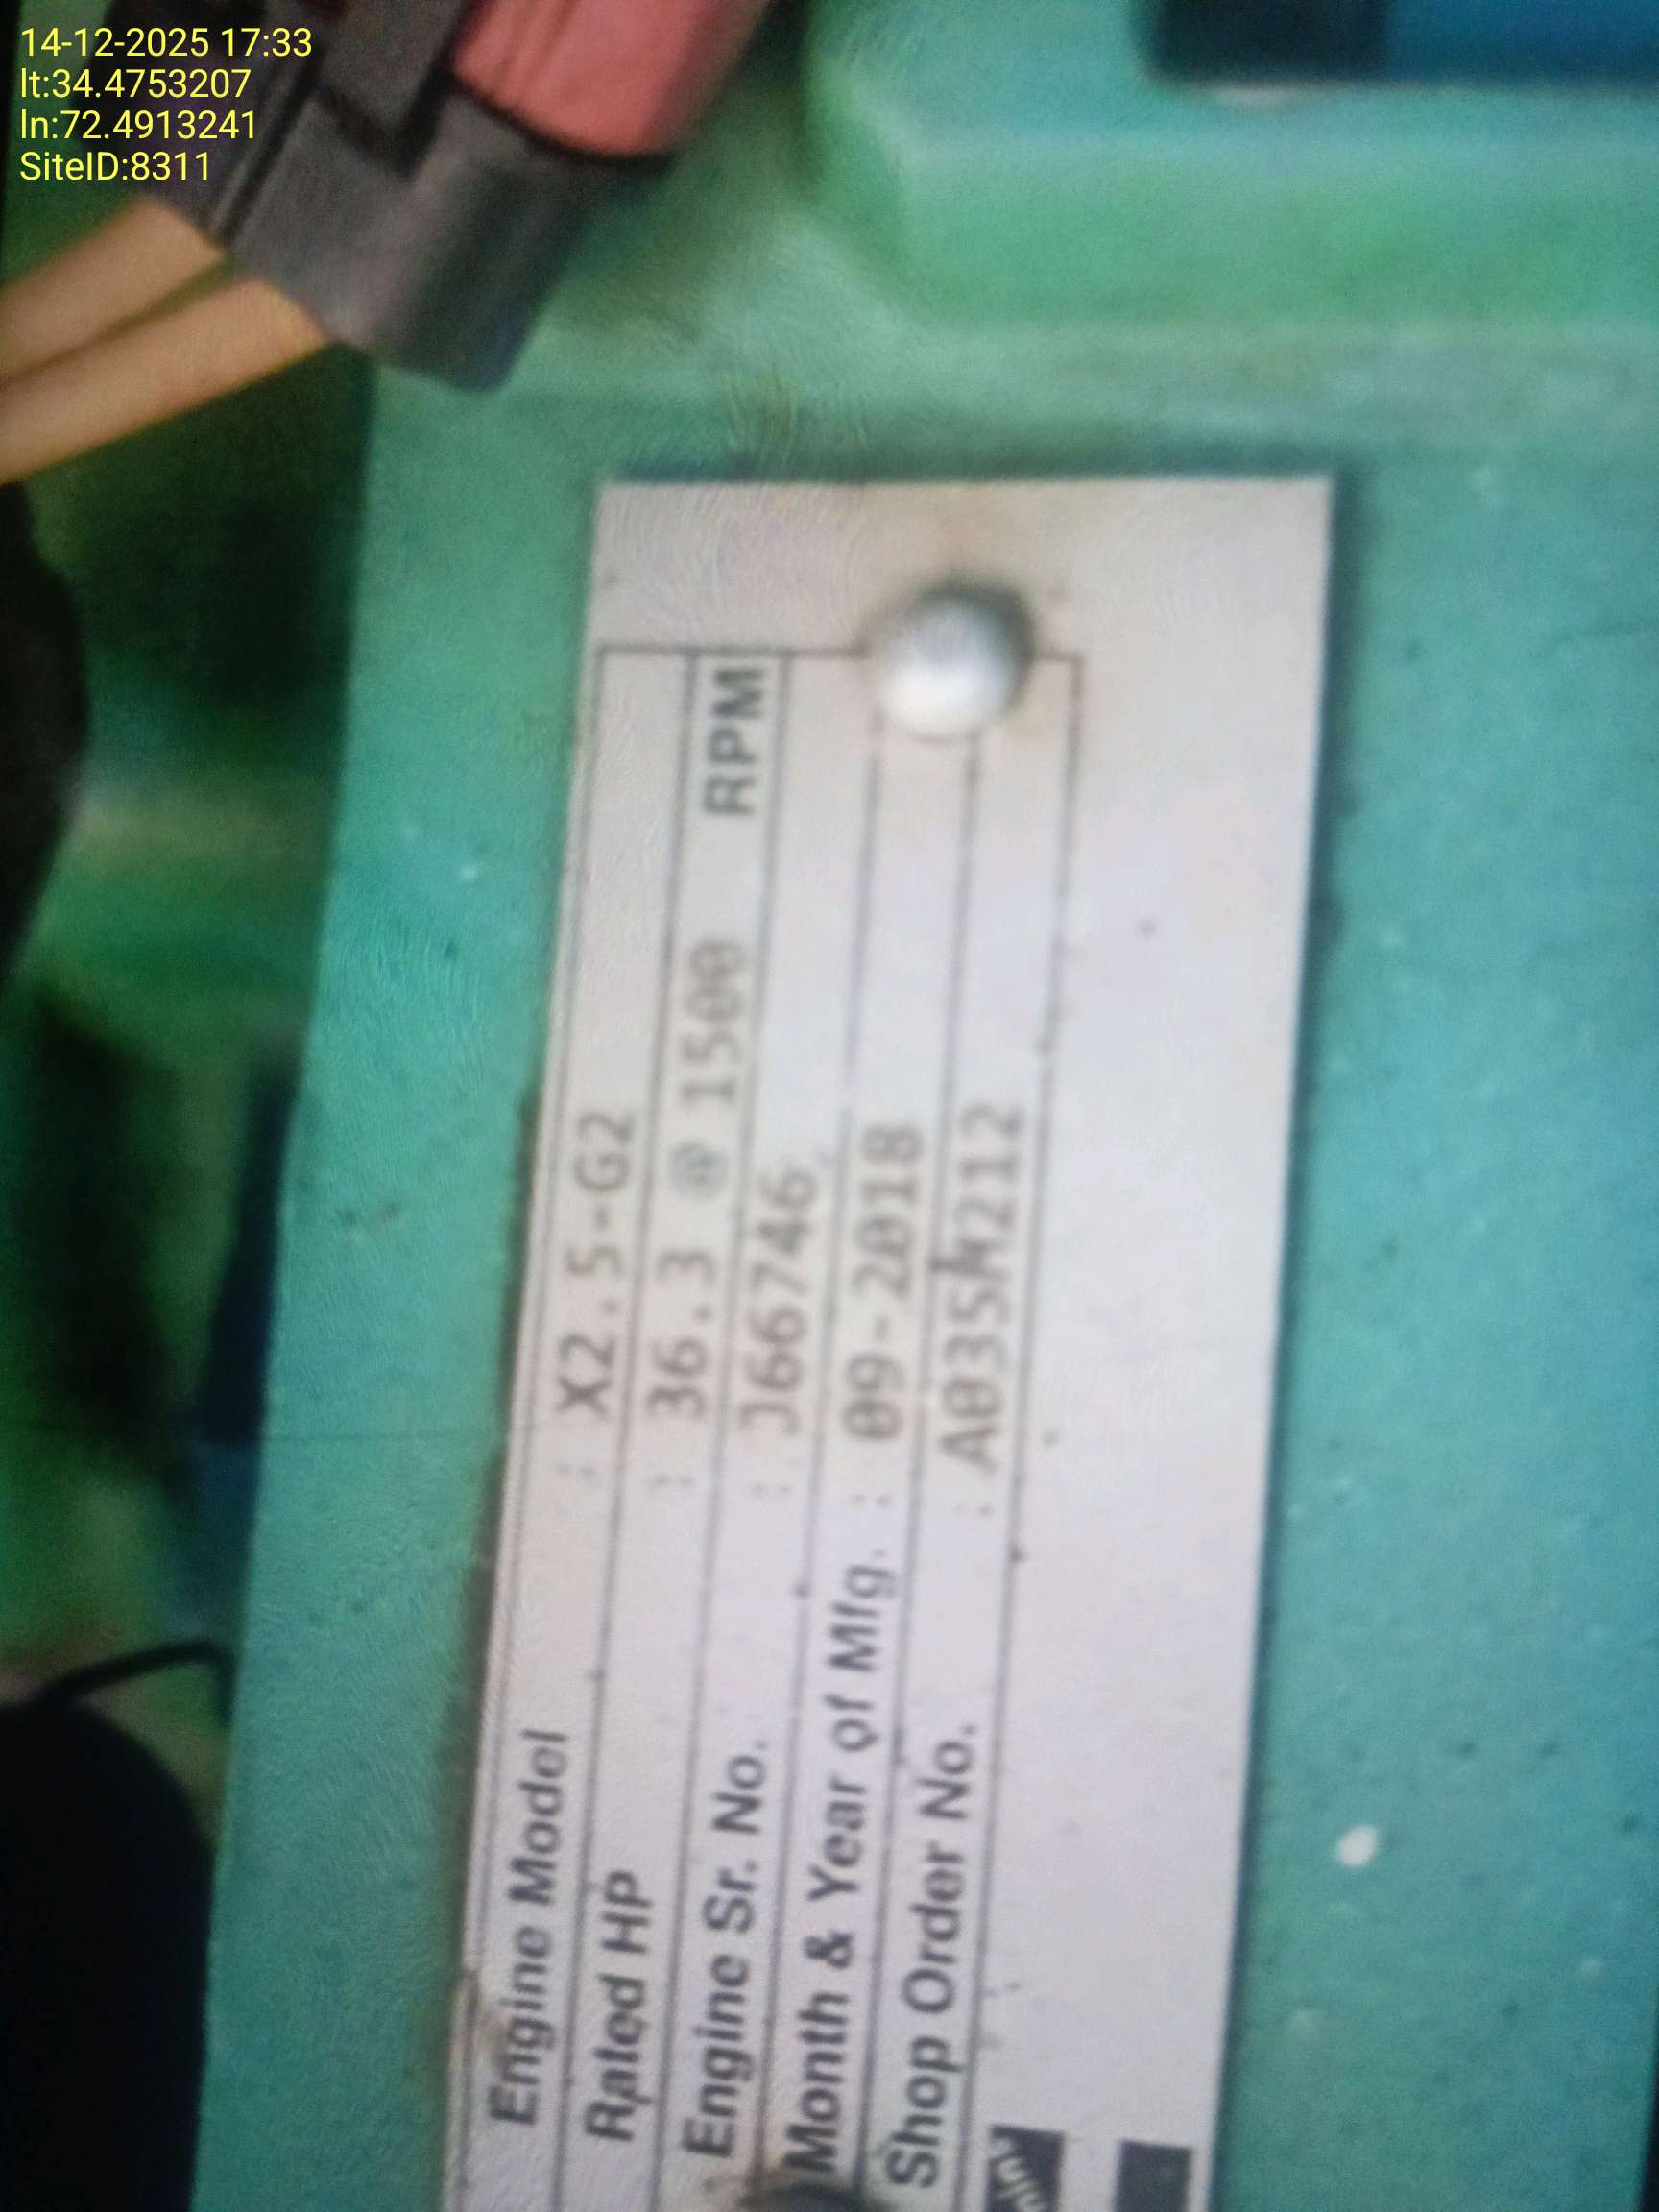 14-12-2025 17:33
lt:34.4753207
ln:72.4913241
SiteID:8311
Engine Model : X2.5-G2
Rated HP : 36.3 @ 1500 RPM
Engine Sr. No. : J667746
Month & Year of Mfg. : 09-2018
Shop Order No. : A035M212